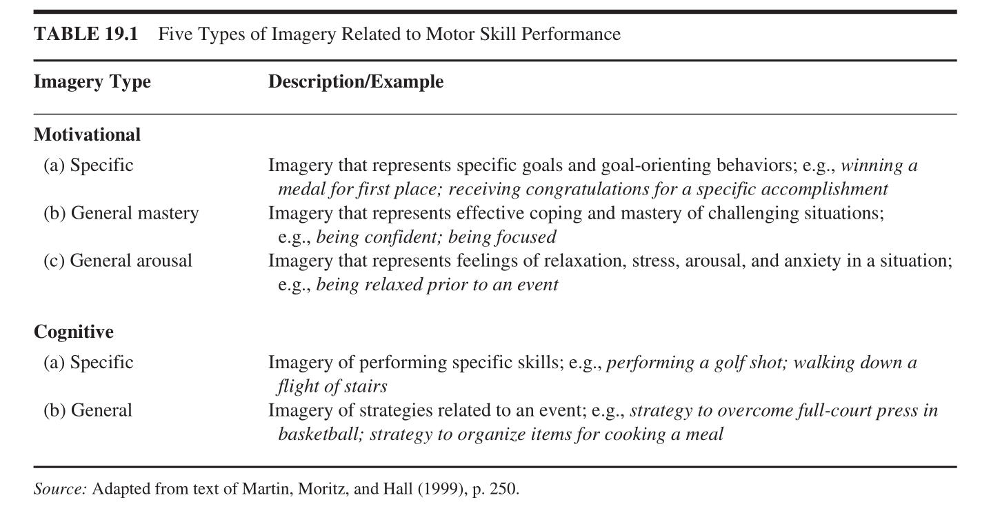 TABLE 19.1 Five Types of Imagery Related to Motor Skill Performance
Imagery Type Description/Example
Motivational
(a) Specific Imagery that represents specific goals and goal-orienting behaviors; e.g., winning a
medal for first place; receiving congratulations for a specific accomplishment
(b) General mastery Imagery that represents effective coping and mastery of challenging situations;
e.g., being confident; being focused
(c) General arousal Imagery that represents feelings of relaxation, stress, arousal, and anxiety in a situation;
e.g., being relaxed prior to an event
Cognitive
(a) Specific Imagery of performing specific skills; e.g., performing a golf shot; walking down a
flight of stairs
(b) General Imagery of strategies related to an event; e.g., strategy to overcome full-court press in
basketball; strategy to organize items for cooking a meal
Source: Adapted from text of Martin, Moritz, and Hall (1999), p. 250.